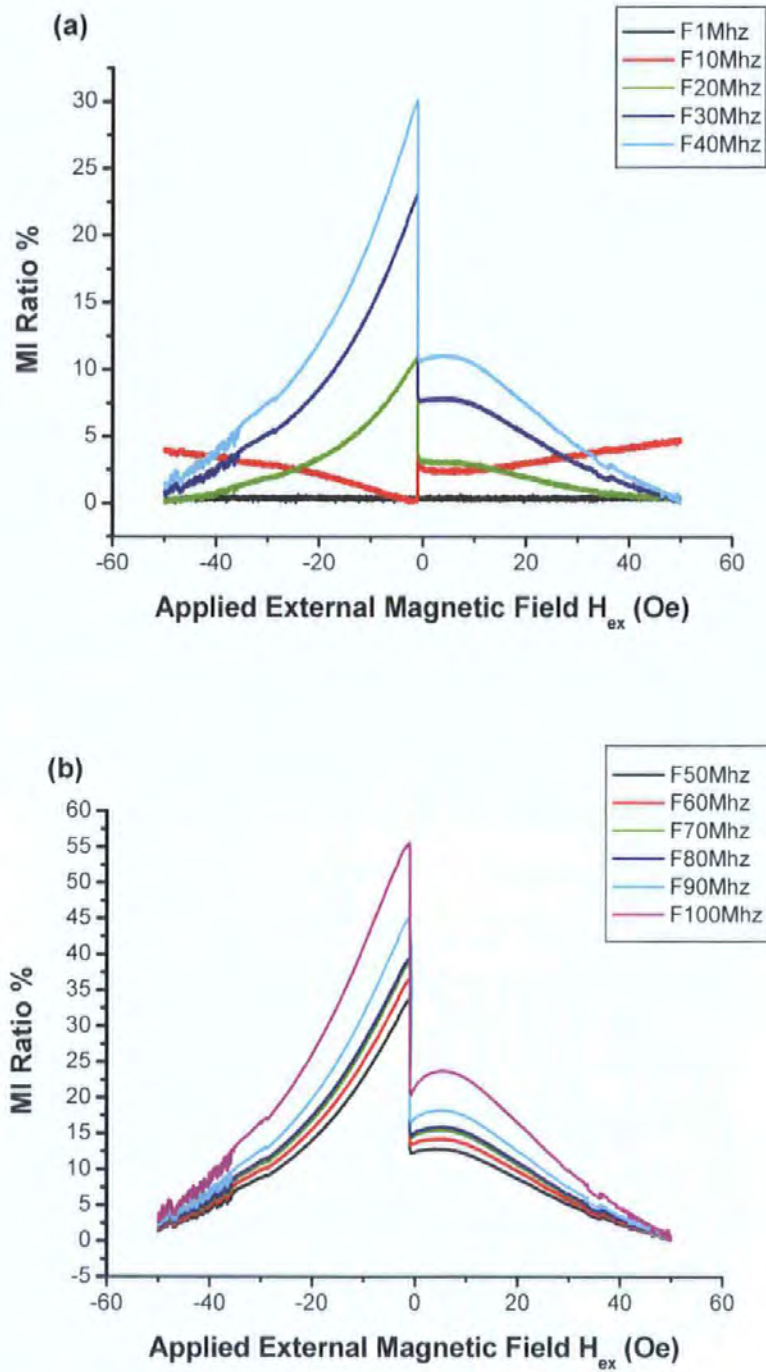 (a)
F1Mhz
F10Mhz
F20Mhz
F30Mhz
F40Mhz
30
25
20
15
10
5
0
MI Ratio %
-60
-40
-20
0
20
40
60
Applied External Magnetic Field H_ex (Oe)
(b)
F50Mhz
F60Mhz
F70Mhz
F80Mhz
F90Mhz
F100Mhz
60
55
50
45
40
35
30
25
20
15
10
5
0
-5
MI Ratio %
-60
-40
-20
0
20
40
60
Applied External Magnetic Field H_ex (Oe)